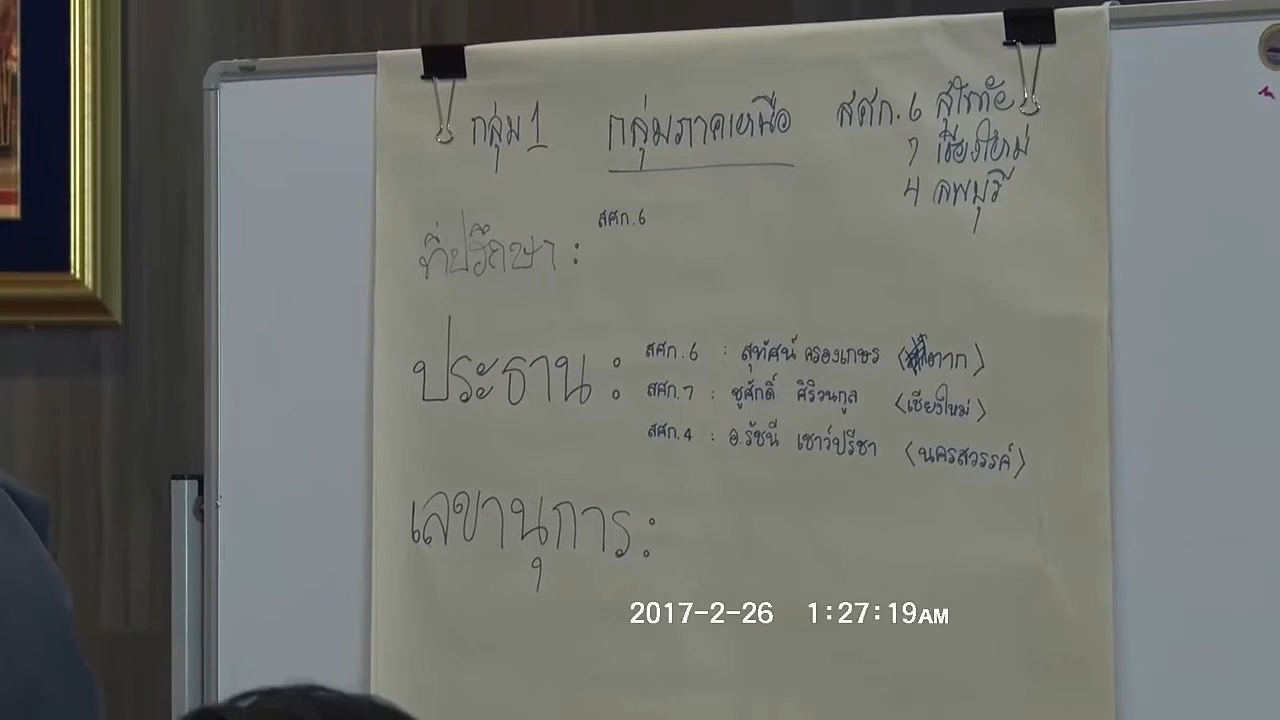 กลุ่ม 1 กลุ่มภาคเหนือ สศก. 6 สุโขทัย
7 เชียงใหม่
4 ลพบุรี
สศก. 6
ที่ปรึกษา :
ประธาน : สศก. 6 : สุทัศน์ ครองเกษร (ตาก)
สศก. 7 : ชูศักดิ์ ศิริวนกูล (เชียงใหม่)
สศก. 4 : อ.รัชนี เชาว์ปรีชา (นครสวรรค์)
เลขานุการ :
2017-2-26 1:27:19AM